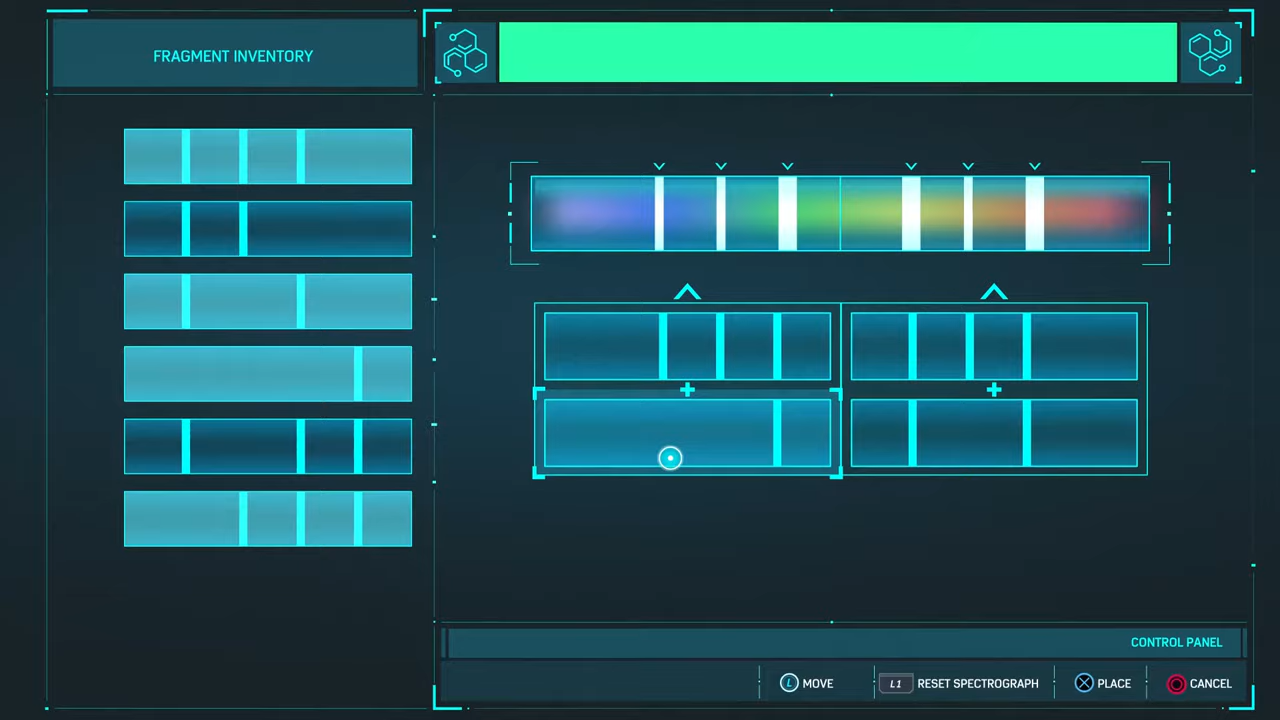 FRAGMENT INVENTORY
CONTROL PANEL
L MOVE
L1 RESET SPECTROGRAPH
PLACE
CANCEL